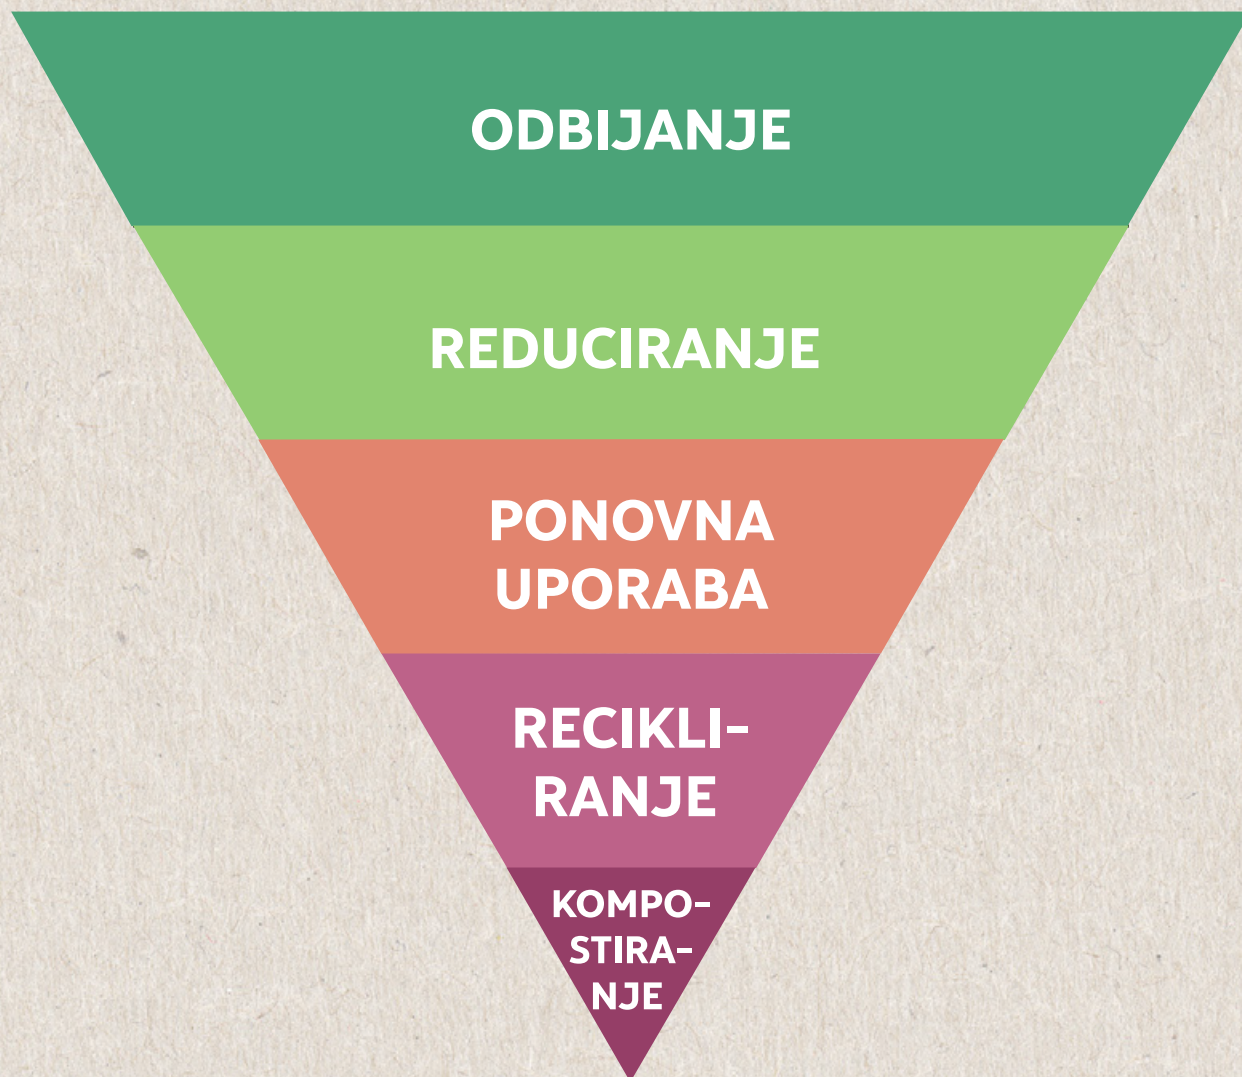 ODBIJANJE
REDUCIRANJE
PONOVNA
UPORABA
RECIKLI-
RANJE
KOMPO-
STIRA-
NJE